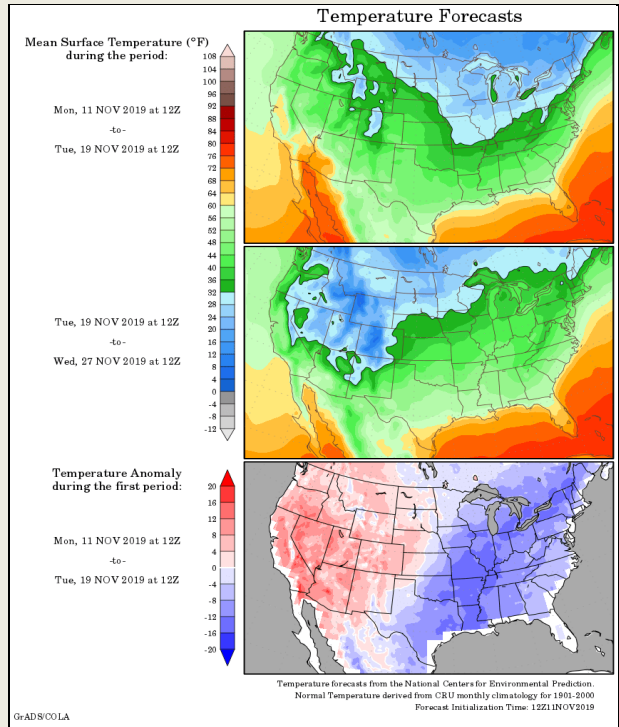 Temperature Forecasts
Mean Surface Temperature (°F)
during the period:
Mon, 11 NOV 2019 at 12Z
-to-
Tue, 19 NOV 2019 at 12Z
108
104
100
96
92
88
84
80
76
72
68
64
60
56
52
48
44
40
36
32
28
24
20
16
12
8
4
0
-4
-8
-12
Tue, 19 NOV 2019 at 12Z
-to-
Wed, 27 NOV 2019 at 12Z
Temperature Anomaly
during the first period:
Mon, 11 NOV 2019 at 12Z
-to-
Tue, 19 NOV 2019 at 12Z
20
16
12
8
4
0
-4
-8
-12
-16
-20
Temperature forecasts from the National Centers for Environmental Prediction.
Normal Temperature derived from CRU monthly climatology for 1901-2000
Forecast Initialization Time: 12Z11NOV2019
GrADS/COLA